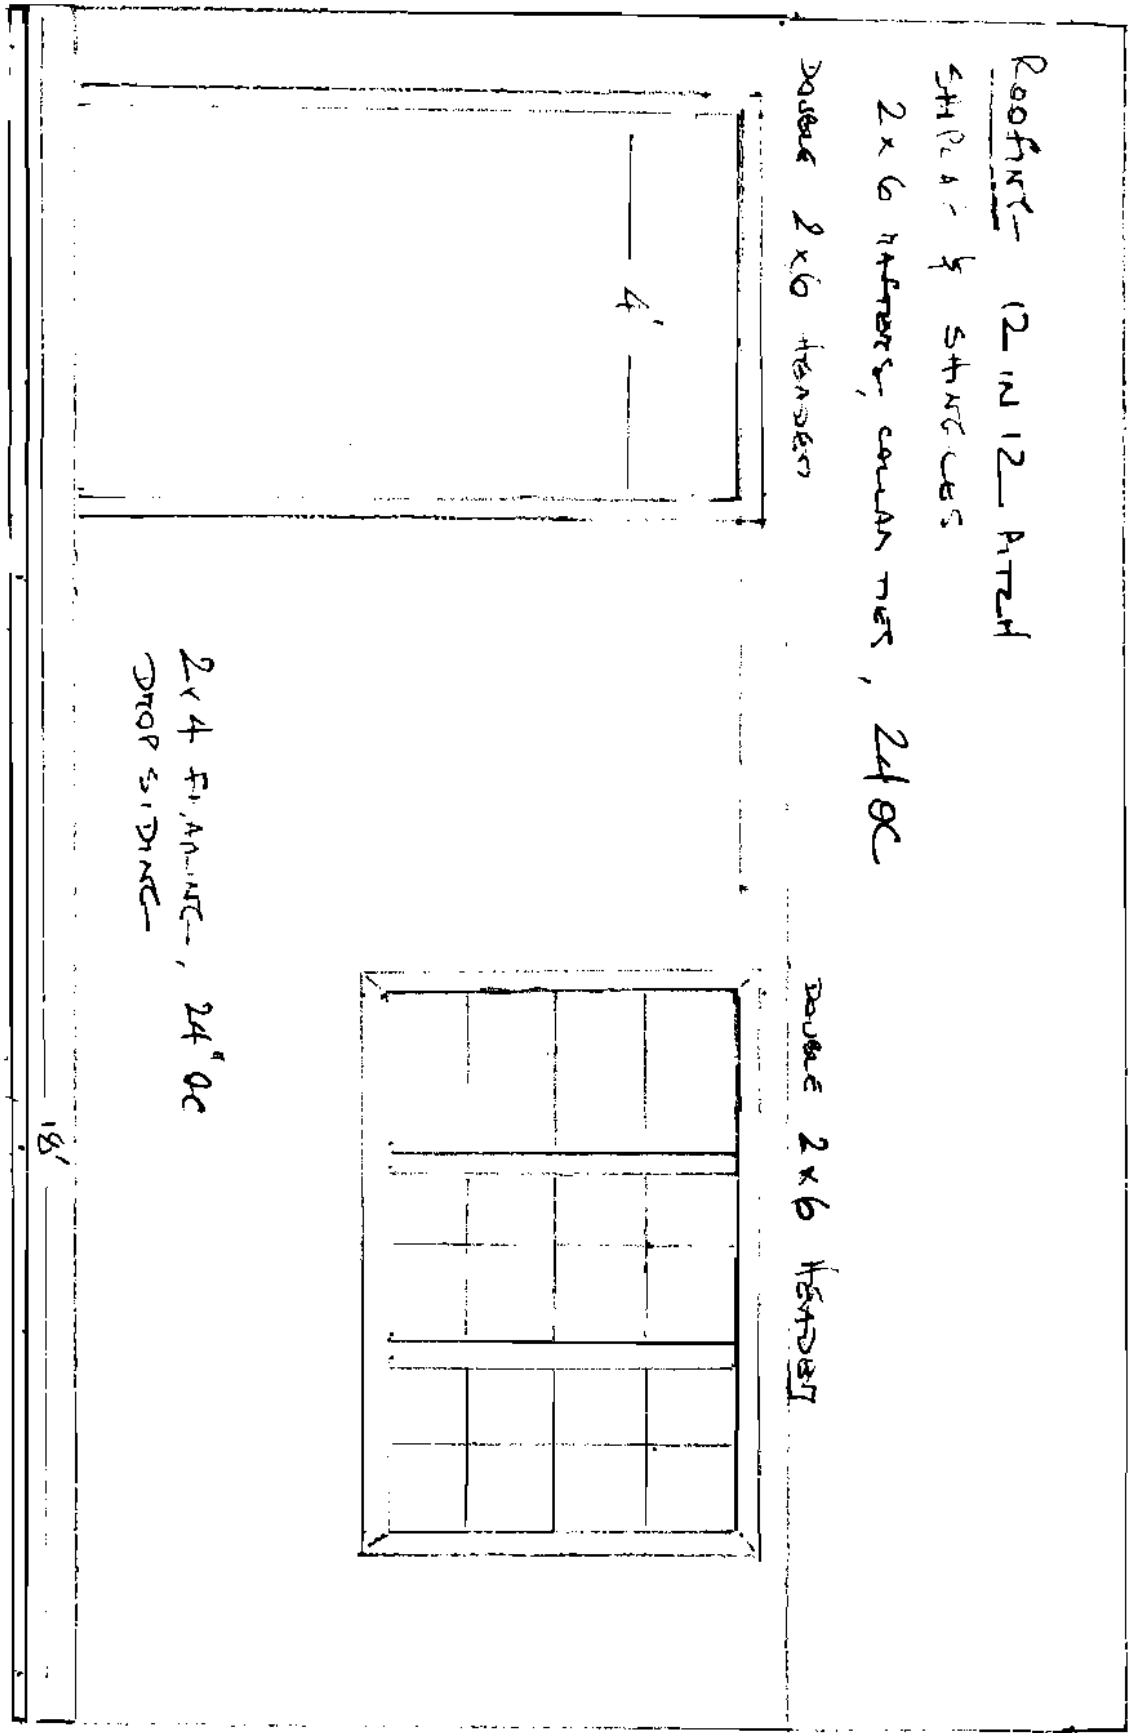 ROOFING 12 IN 12 PITCH
SHINGLES
2x6 RAFTERS, COLLAR TIES, 24 OC
DOUBLE 2x6 HEADER
DOUBLE 2x6 HEADER
4'
2x4 FRAMING, 24" OC
DROP SIDING
18'